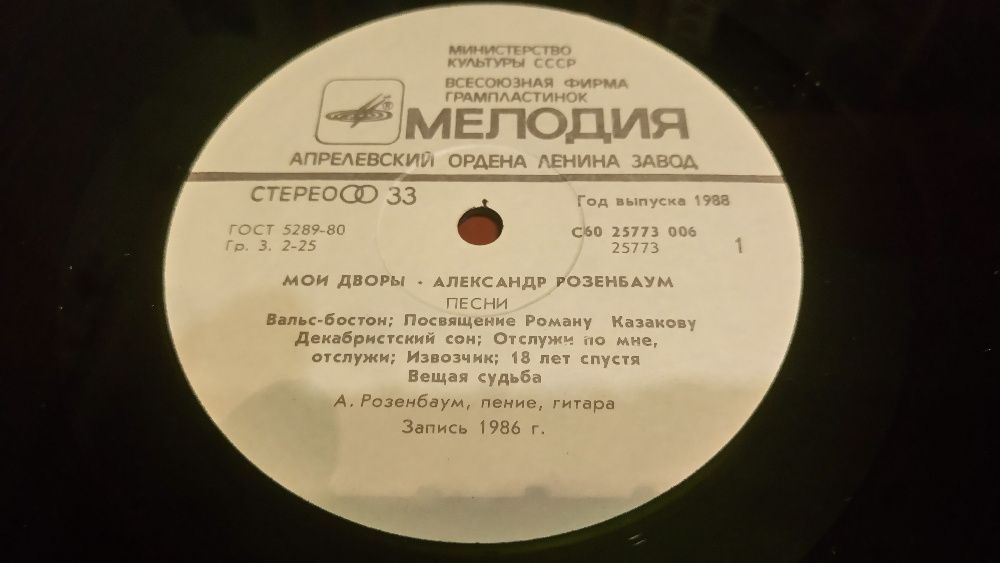 МИНИСТЕРСТВО
КУЛЬТУРЫ СССР
ВСЕСОЮЗНАЯ ФИРМА
ГРАМПЛАСТИНОК
®
МЕЛОДИЯ
АПРЕЛЕВСКИЙ ОРДЕНА ЛЕНИНА ЗАВОД
СТЕРЕО 33
Год выпуска 1988
ГОСТ 5289-80
Гр. 3. 2-25
С60 25773 006
25773
1
МОИ ДВОРЫ · АЛЕКСАНДР РОЗЕНБАУМ
ПЕСНИ
Вальс-бостон; Посвящение Роману Казакову
Декабристский сон; Отслужи по мне,
отслужи; Извозчик; 18 лет спустя
Вещая судьба
А. Розенбаум, пение, гитара
Запись 1986 г.